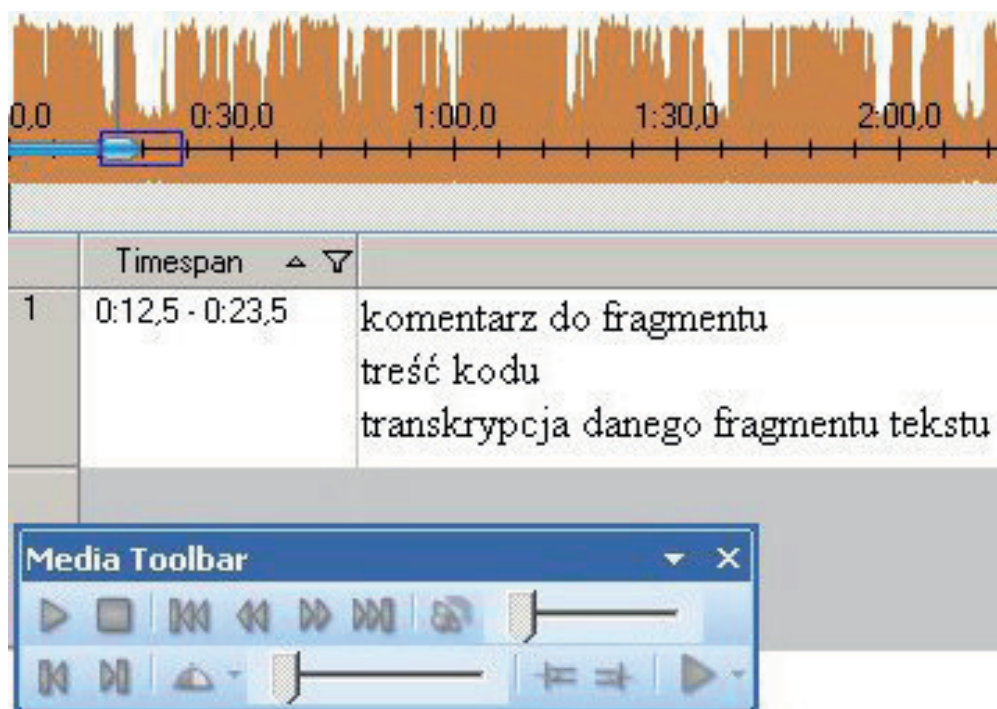 0,0 0:30,0 1:00,0 1:30,0 2:00,0
Timespan
1 0:12,5 - 0:23,5 komentarz do fragmentu
treść kodu
transkrypcja danego fragmentu tekstu
Media Toolbar